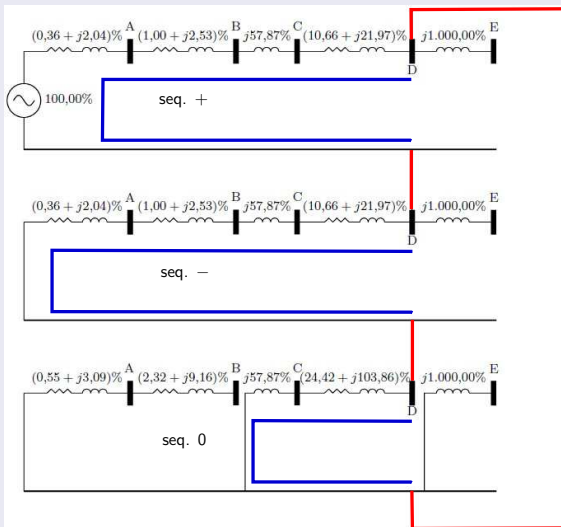 A B C E
(0,36 + j2,04)% (1,00 + j2,53)% j57,87% (10,66 + j21,97)% j1.000,00%
D
100,00% seq. +
A B C E
(0,36 + j2,04)% (1,00 + j2,53)% j57,87% (10,66 + j21,97)% j1.000,00%
D
seq. −
A B C E
(0,55 + j3,09)% (2,32 + j9,16)% j57,87% (24,42 + j103,86)% j1.000,00%
D
seq. 0